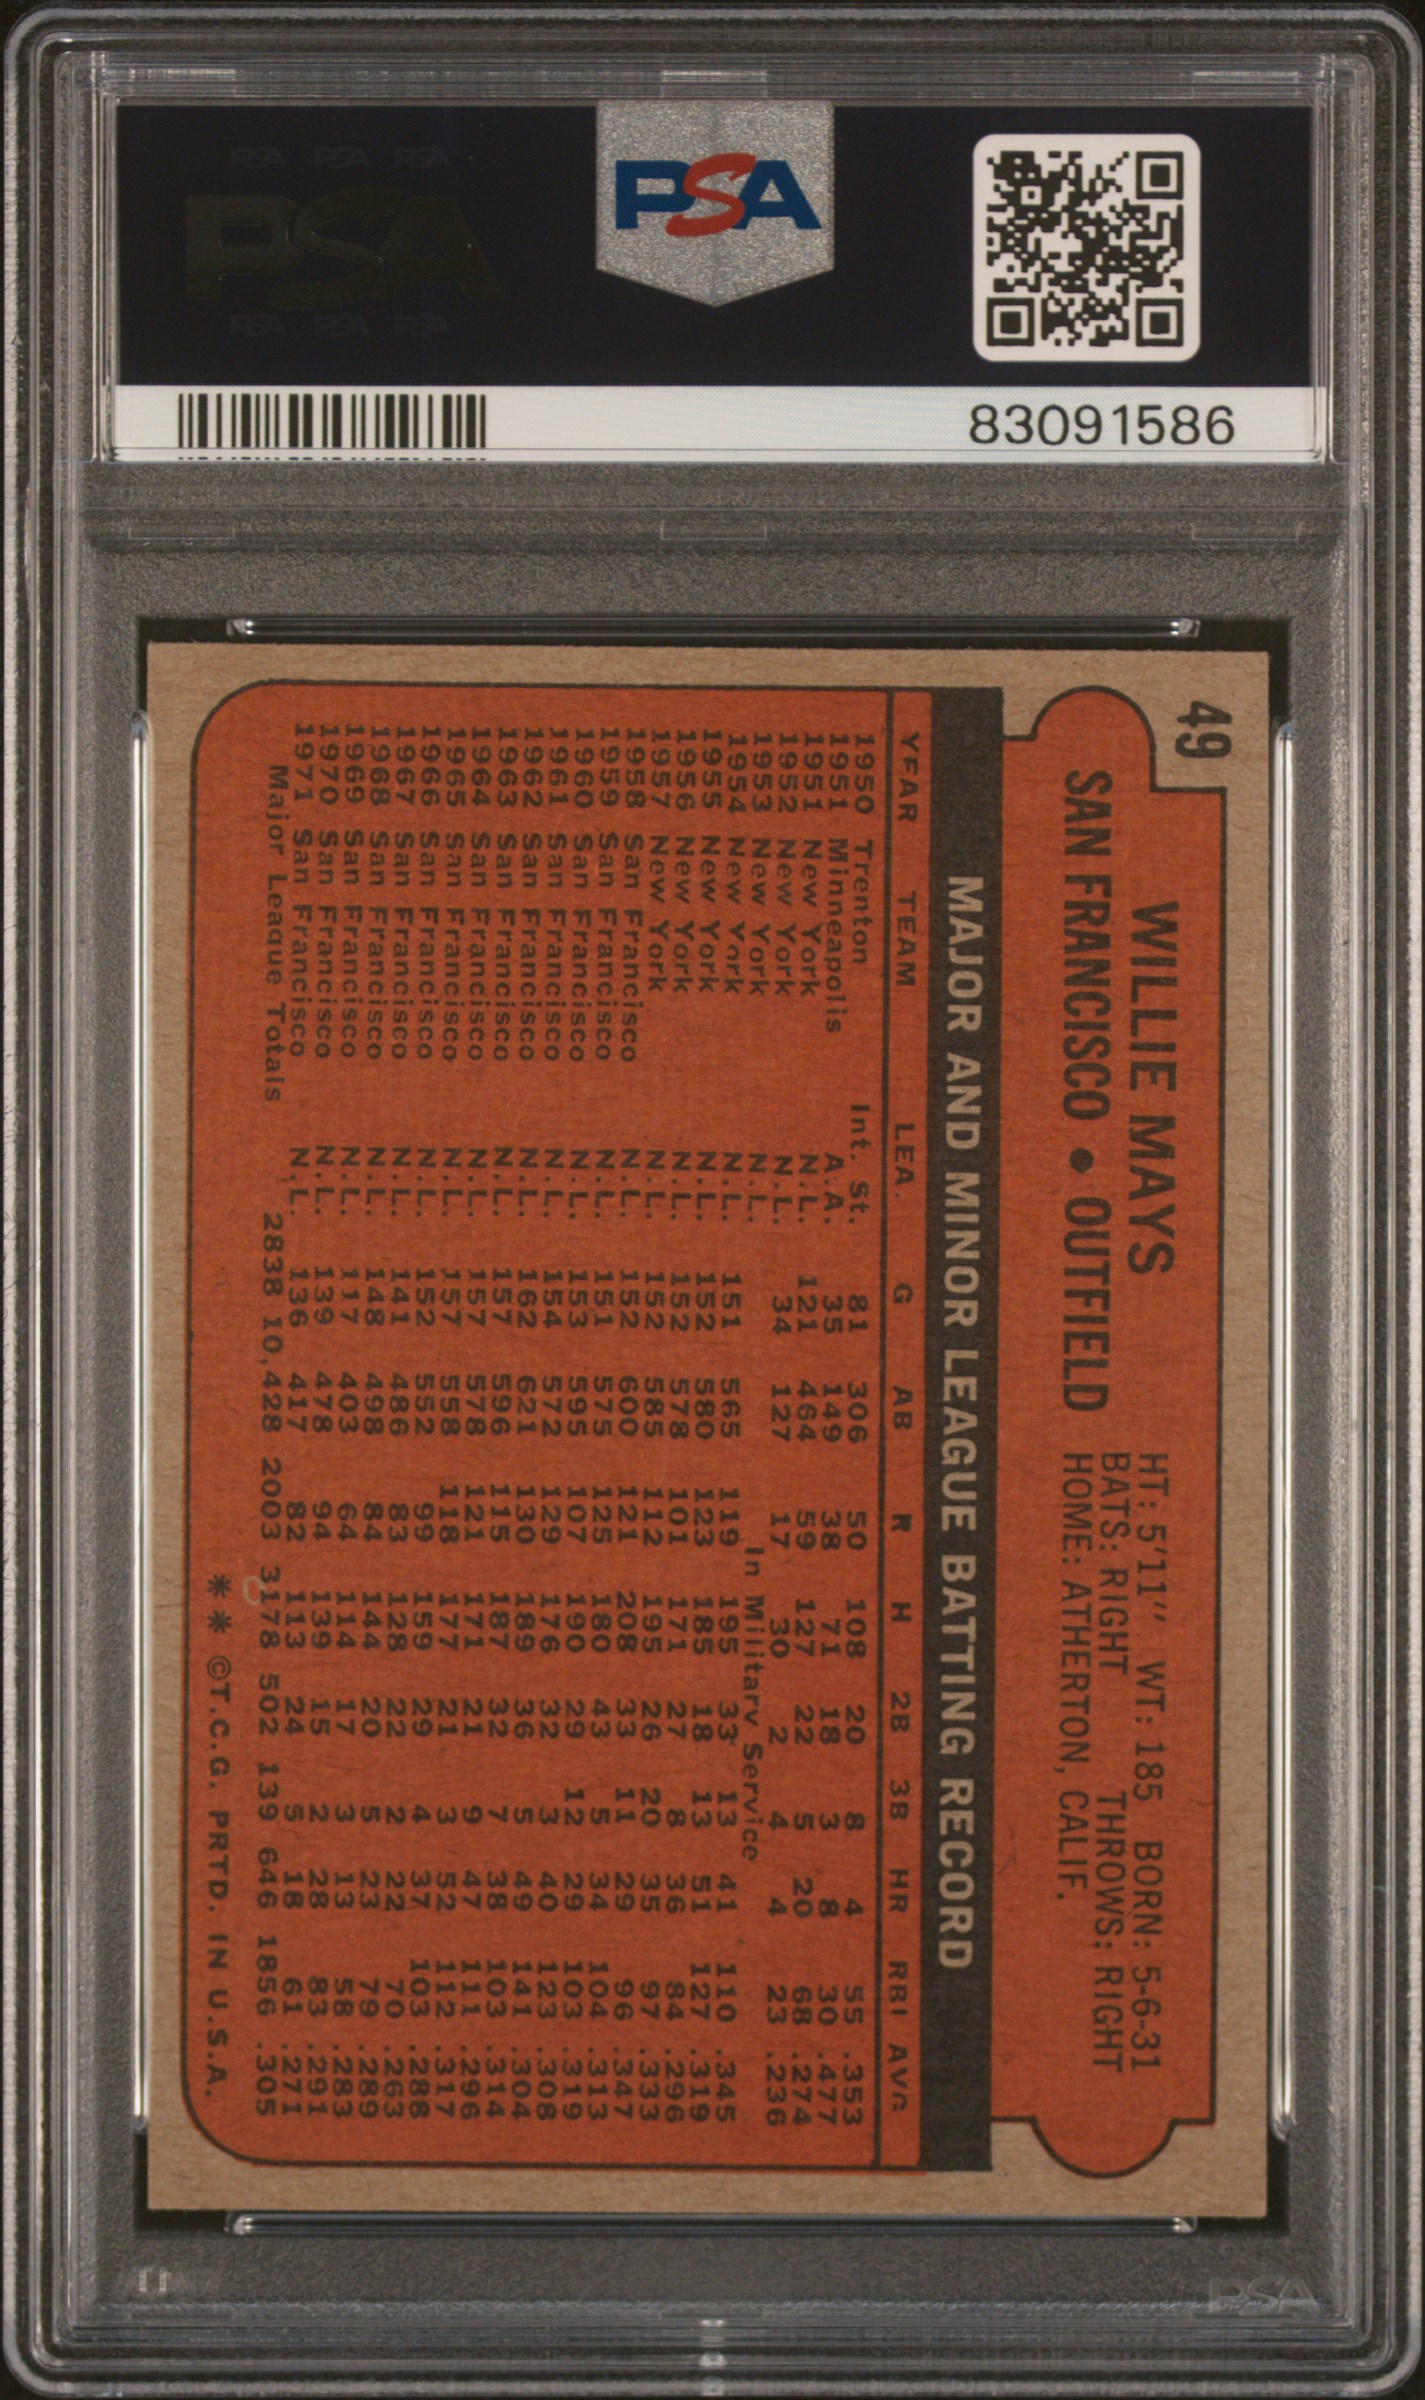 PSA PSA PSA
PSA
PSA PSA PSA
PSA
83091586
49
WILLIE MAYS
SAN FRANCISCO • OUTFIELD
HT: 5'11" WT: 185 BORN: 5-6-31
BATS: RIGHT THROWS: RIGHT
HOME: ATHERTON, CALIF.
MAJOR AND MINOR LEAGUE BATTING RECORD
YEAR TEAM LEA. G AB R H 2B 3B HR RBI AVG
1950 Trenton Int. St. 81 306 50 108 20 8 4 55 .353
1951 Minneapolis A.A. 35 149 38 71 18 3 8 30 .477
1951 New York N.L. 121 464 59 127 22 5 20 68 .274
1952 New York N.L. 34 127 17 30 2 4 4 23 .236
1953 New York N.L. In Military Service
1954 New York N.L. 151 565 119 195 33 13 41 110 .345
1955 New York N.L. 152 580 123 185 18 13 51 127 .319
1956 New York N.L. 152 578 101 171 27 8 36 84 .296
1957 New York N.L. 152 585 112 195 26 20 35 97 .333
1958 San Francisco N.L. 152 600 121 208 33 11 29 96 .347
1959 San Francisco N.L. 151 575 125 180 43 5 34 104 .313
1960 San Francisco N.L. 153 595 107 190 29 12 29 103 .319
1961 San Francisco N.L. 154 572 129 176 32 3 40 123 .308
1962 San Francisco N.L. 162 621 130 189 36 5 49 141 .304
1963 San Francisco N.L. 157 596 115 187 32 7 38 103 .314
1964 San Francisco N.L. 157 578 121 171 21 9 47 111 .296
1965 San Francisco N.L. 157 558 118 177 21 3 52 112 .317
1966 San Francisco N.L. 152 552 99 159 29 4 37 103 .288
1967 San Francisco N.L. 141 486 83 128 22 2 22 70 .263
1968 San Francisco N.L. 148 498 84 144 20 5 23 79 .289
1969 San Francisco N.L. 117 403 64 114 17 3 13 58 .283
1970 San Francisco N.L. 139 478 94 139 15 2 28 83 .291
1971 San Francisco N.L. 136 417 82 113 24 5 18 61 .271
Major League Totals 2838 10,428 2003 3178 502 139 646 1856 .305
** ©T.C.G. PRTD. IN U.S.A.
PSA